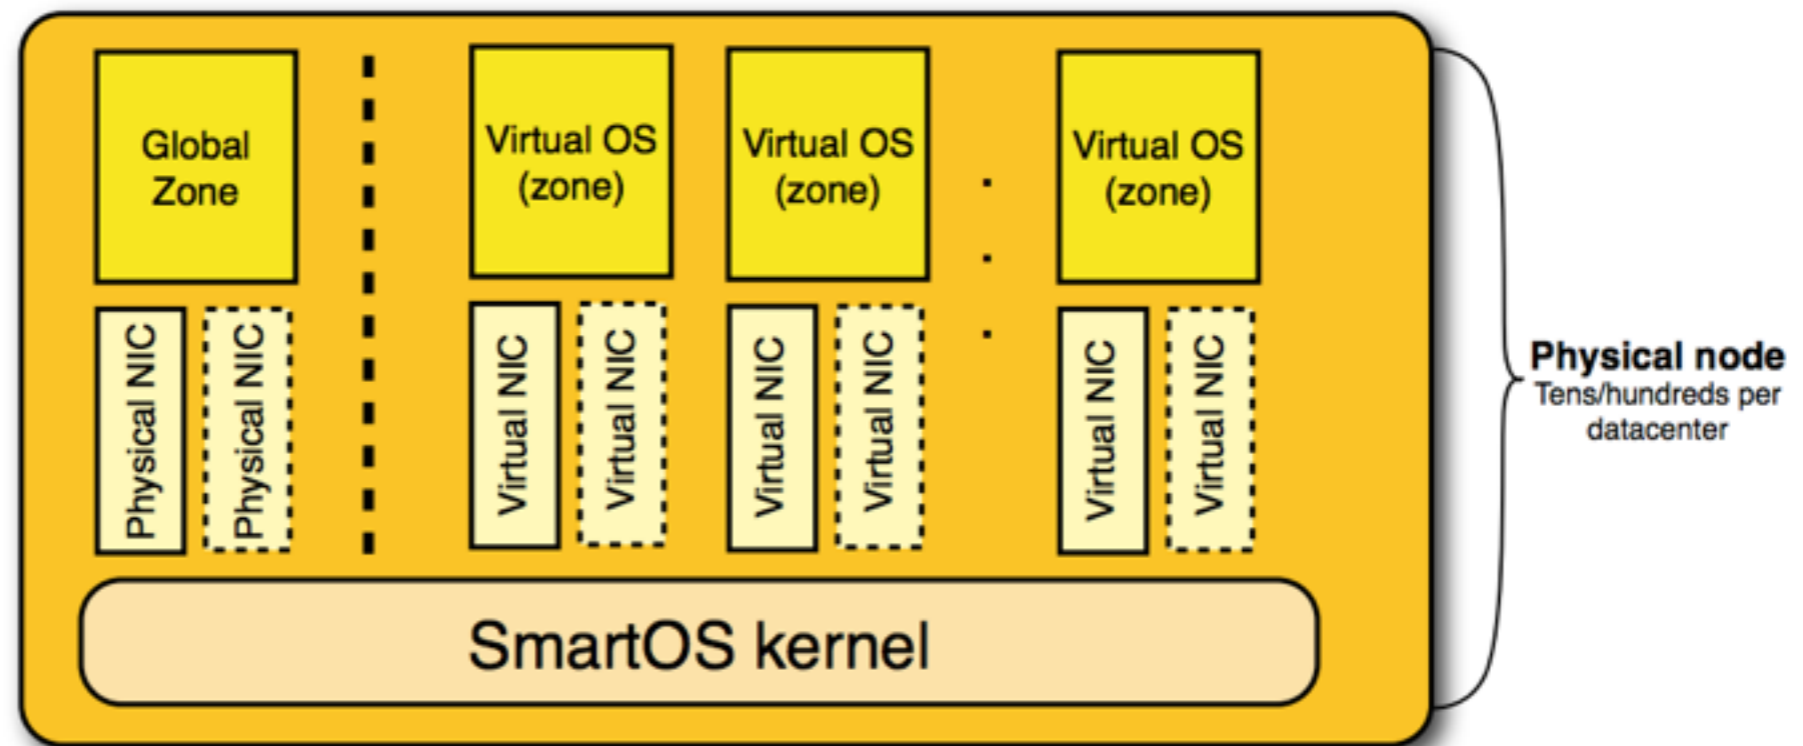 Global
Zone
Virtual OS
(zone)
Virtual OS
(zone)
Virtual OS
(zone)
Physical NIC
Physical NIC
Virtual NIC
Virtual NIC
Virtual NIC
Virtual NIC
Virtual NIC
Virtual NIC
SmartOS kernel
Physical node
Tens/hundreds per
datacenter